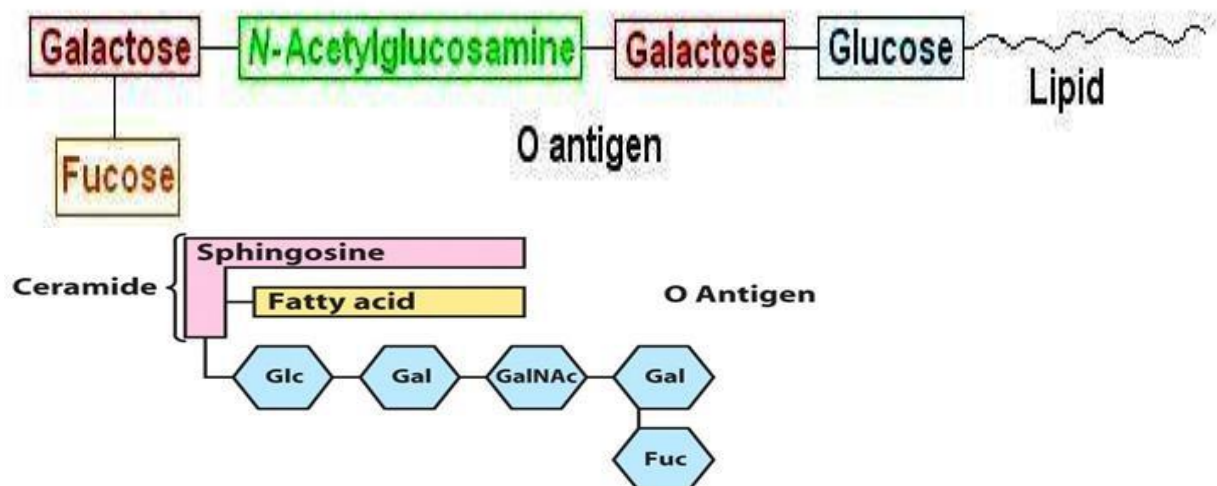 Galactose N-Acetylglucosamine Galactose Glucose
Lipid
O antigen
Fucose
Sphingosine
Ceramide
Fatty acid
O Antigen
Glc Gal GalNAc Gal
Fuc